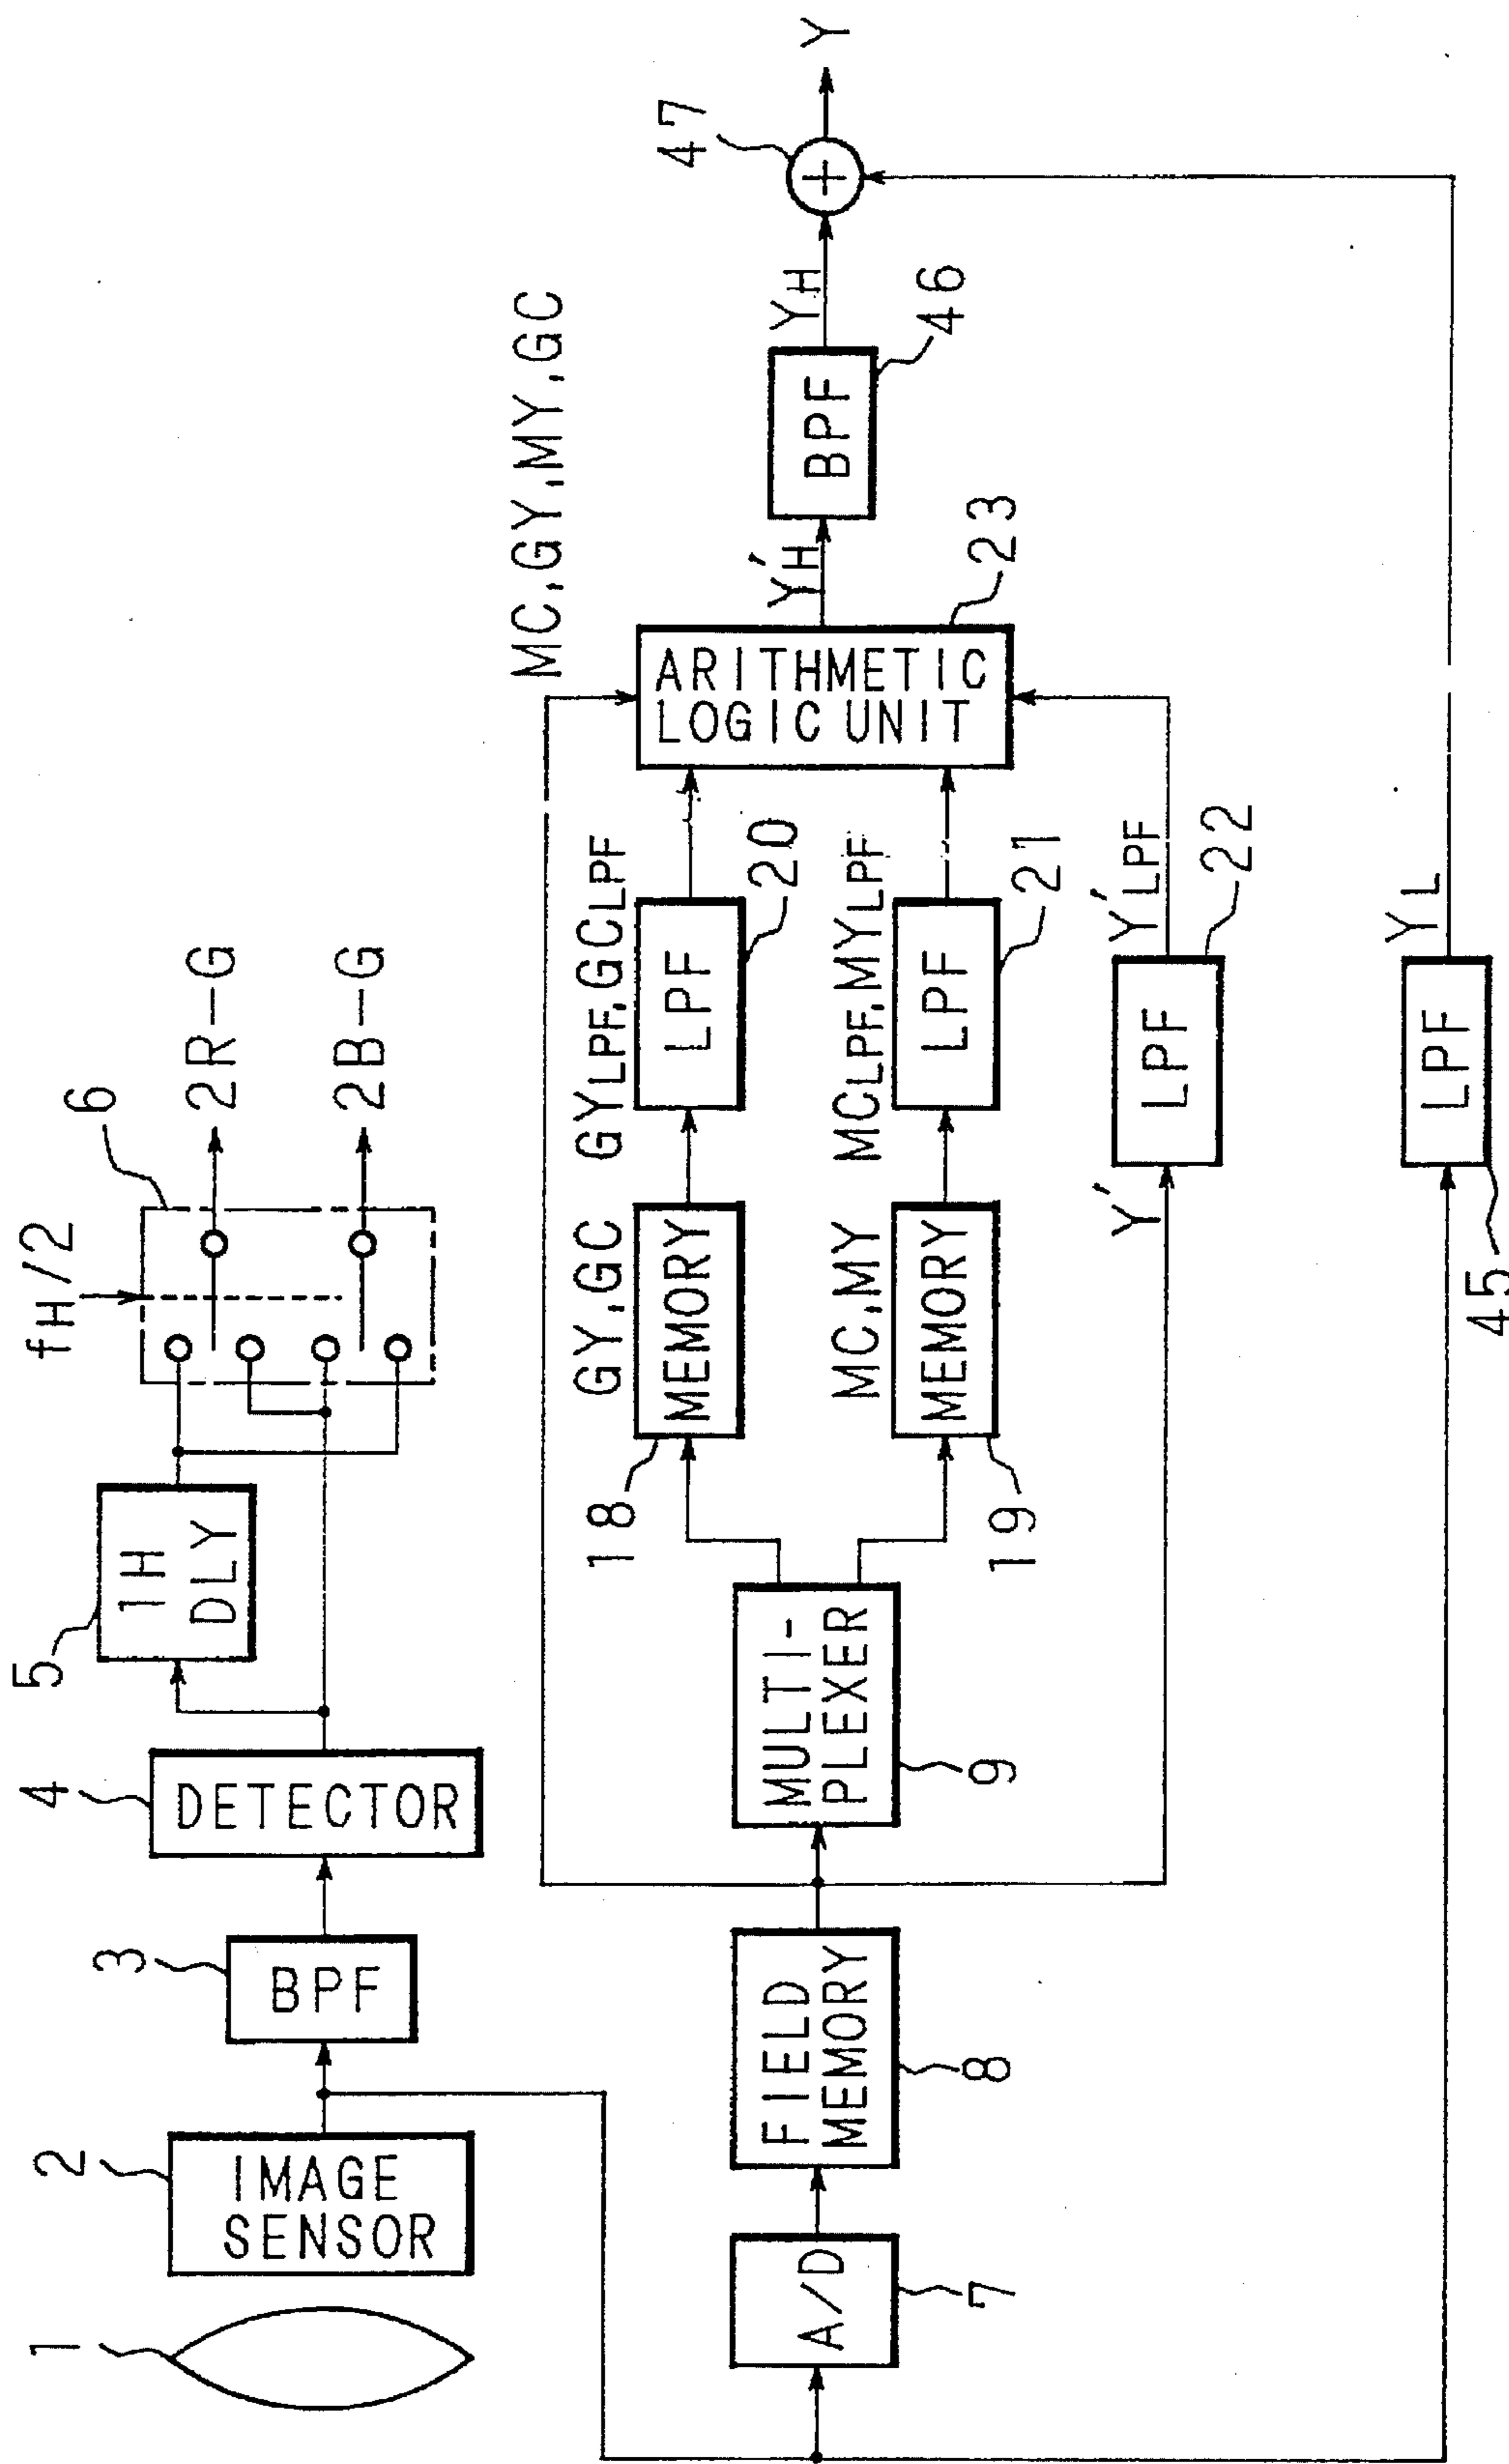 1
2
IMAGE
SENSOR
3
BPF
4
DETECTOR
5
1H
DLY
fH/2
6
2R-G
2B-G
7
A/D
8
FIELD
MEMORY
9
MULTI-
PLEXER
18
MEMORY
GY,GC
GYLPF,GCLPF
LPF
20
19
MEMORY
MC,MY
MCLPF,MYLPF
LPF
21
Y'
LPF
Y'LPF
22
MC,GY,MY,GC
ARITHMETIC
LOGIC UNIT
23
Y'H
BPF
46
YH
47
+
Y
45
LPF
YL